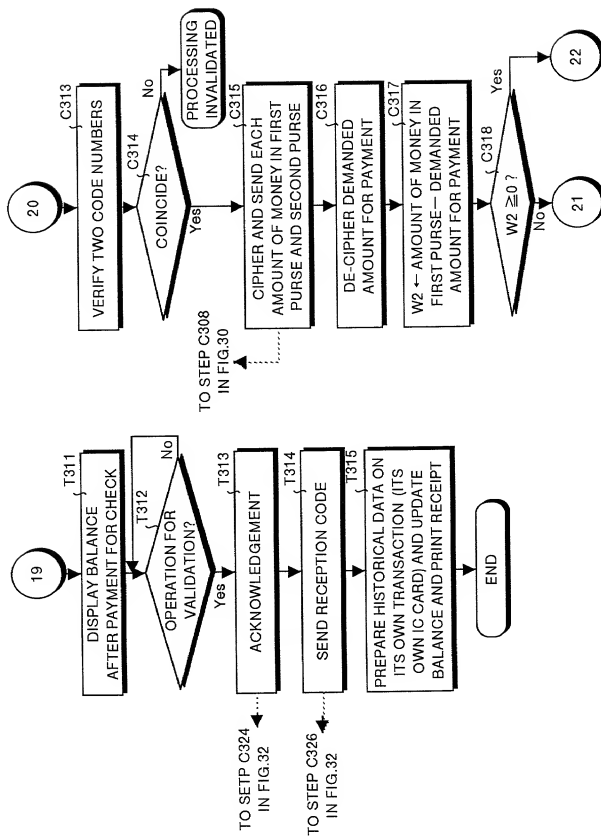 19
DISPLAY BALANCE
AFTER PAYMENT FOR CHECK
T311
OPERATION FOR
VALIDATION?
T312
No
Yes
ACKNOWLEDGEMENT
T313
TO SETP C324
IN FIG.32
SEND RECEPTION CODE
T314
TO STEP C326
IN FIG.32
PREPARE HISTORICAL DATA ON
ITS OWN TRANSACTION (ITS
OWN IC CARD) AND UPDATE
BALANCE AND PRINT RECEIPT
T315
END
20
VERIFY TWO CODE NUMBERS
C313
COINCIDE?
C314
No
PROCESSING
INVALIDATED
Yes
CIPHER AND SEND EACH
AMOUNT OF MONEY IN FIRST
PURSE AND SECOND PURSE
C315
TO STEP C308
IN FIG.30
DE-CIPHER DEMANDED
AMOUNT FOR PAYMENT
C316
W2 ← AMOUNT OF MONEY IN
FIRST PURSE— DEMANDED
AMOUNT FOR PAYMENT
C317
W2 ≧0 ?
C318
Yes
No
21
22